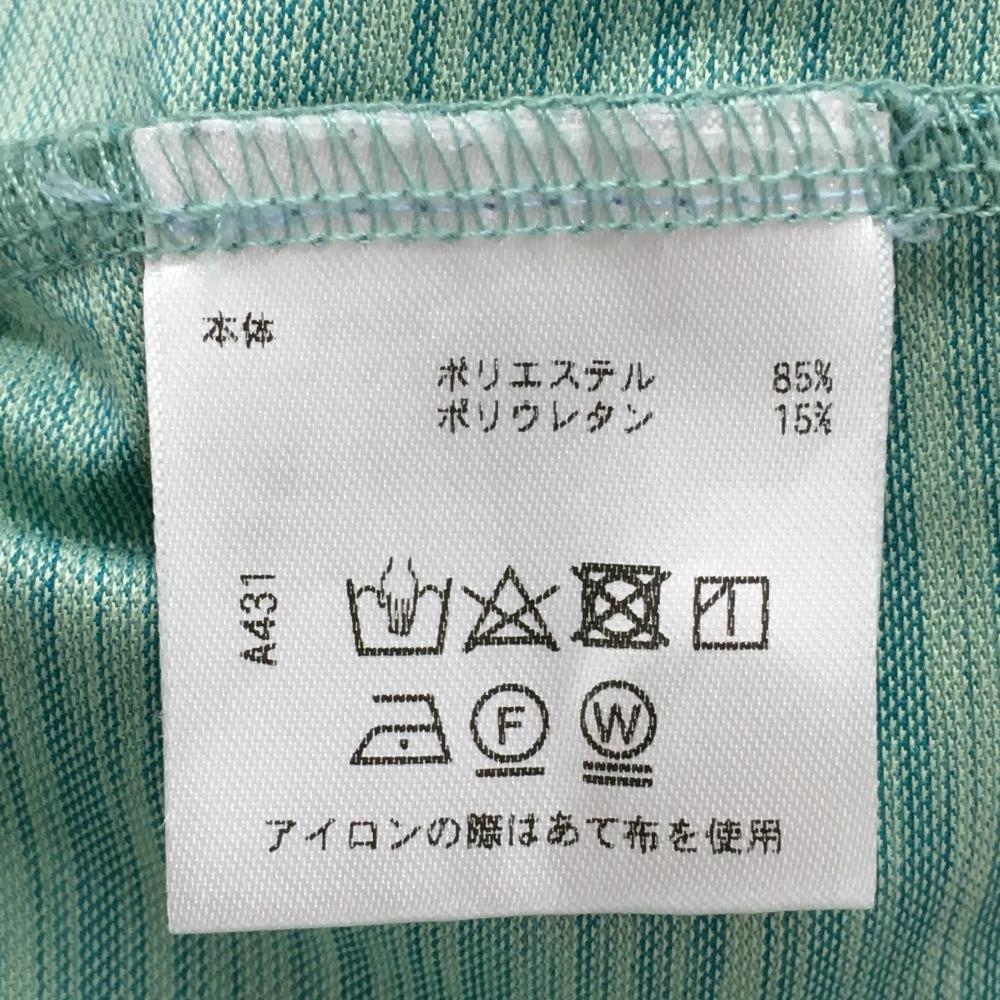 本体
ポリエステル 85%
ポリウレタン 15%
A431
F W
アイロンの際はあて布を使用